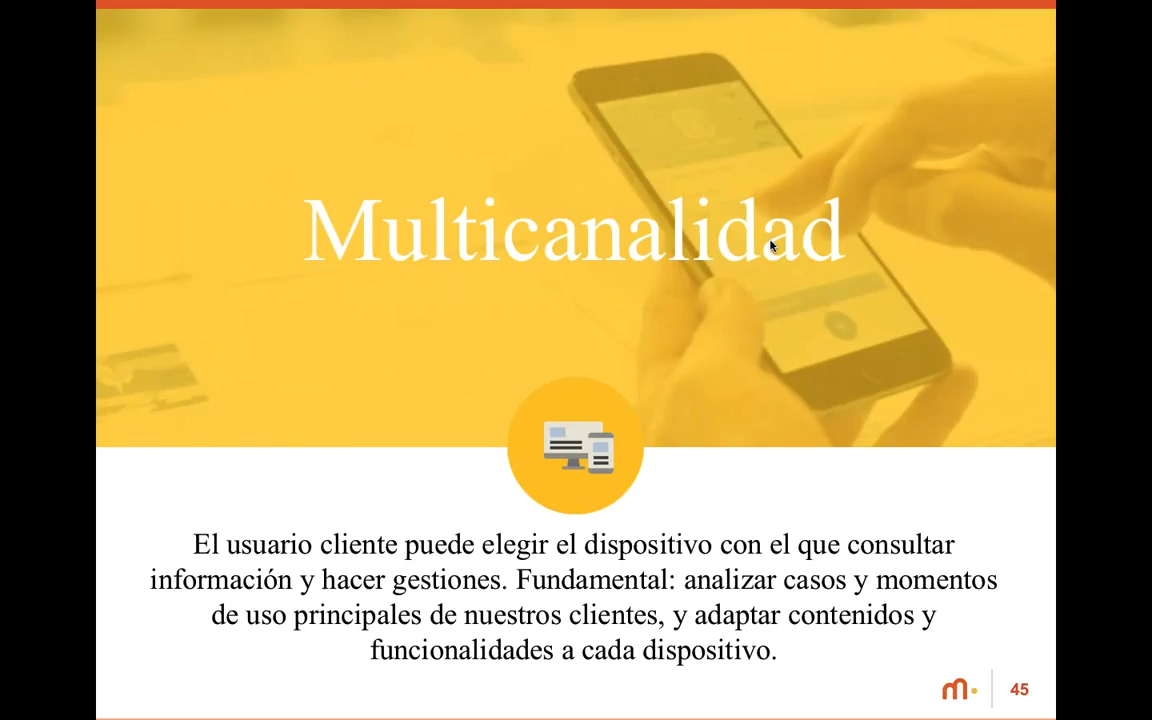 Multicanalidad
El usuario cliente puede elegir el dispositivo con el que consultar
información y hacer gestiones. Fundamental: analizar casos y momentos
de uso principales de nuestros clientes, y adaptar contenidos y
funcionalidades a cada dispositivo.
m.
45